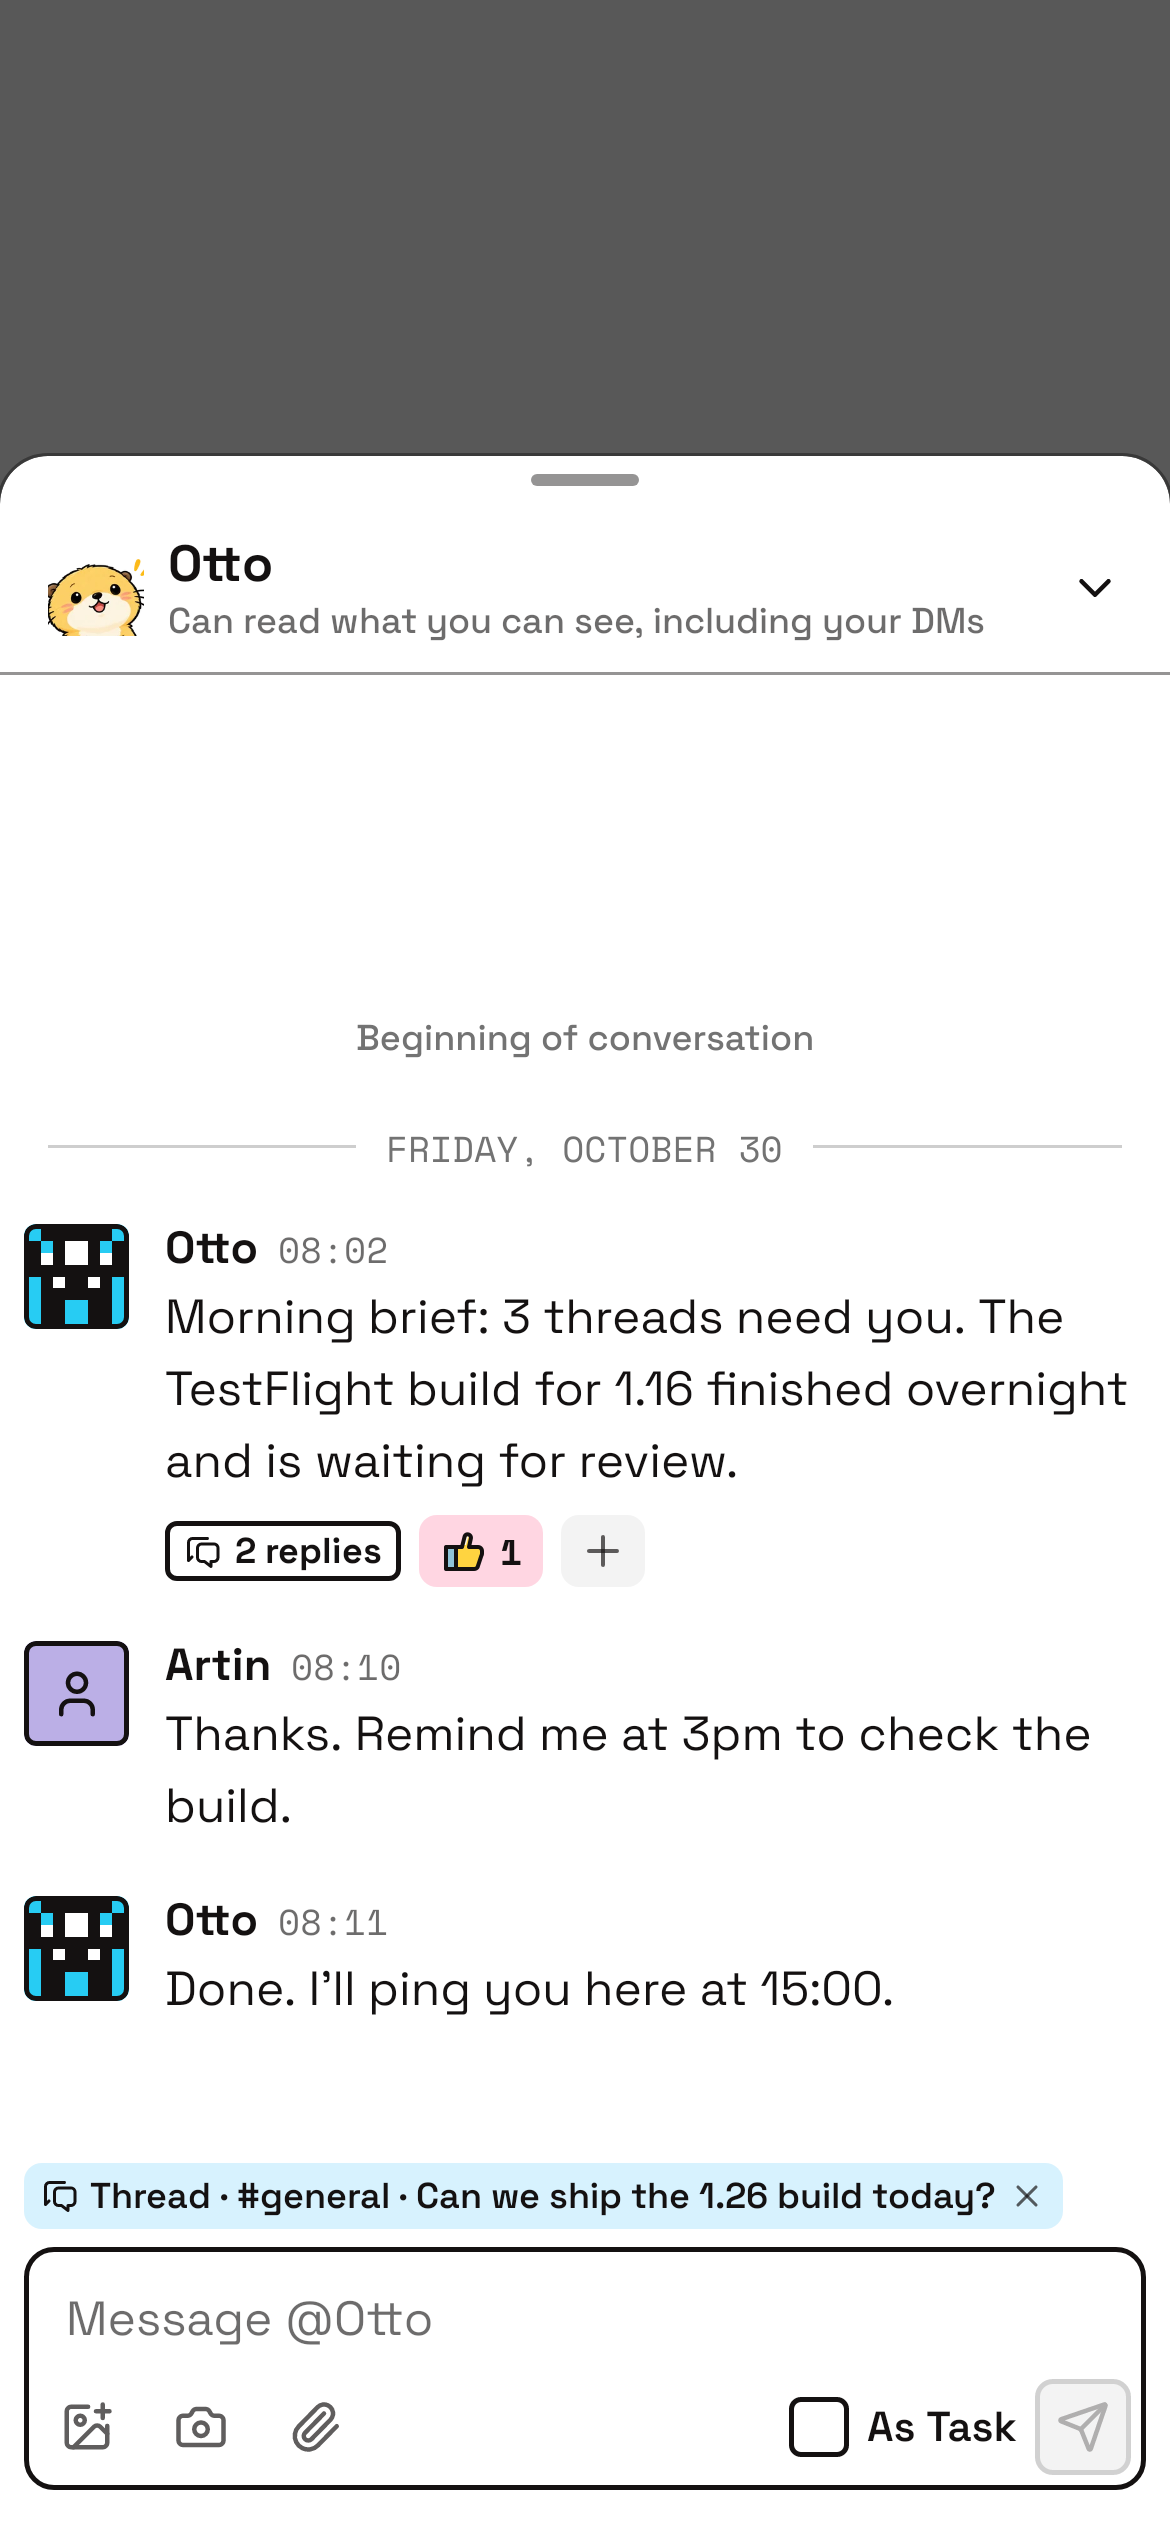 Otto
Can read what you can see, including your DMs
Beginning of conversation
FRIDAY, OCTOBER 30
Otto 08:02
Morning brief: 3 threads need you. The
TestFlight build for 1.16 finished overnight
and is waiting for review.
2 replies 1
Artin 08:10
Thanks. Remind me at 3pm to check the
build.
Otto 08:11
Done. I’ll ping you here at 15:00.
Thread · #general · Can we ship the 1.26 build today?
Message @Otto
As Task